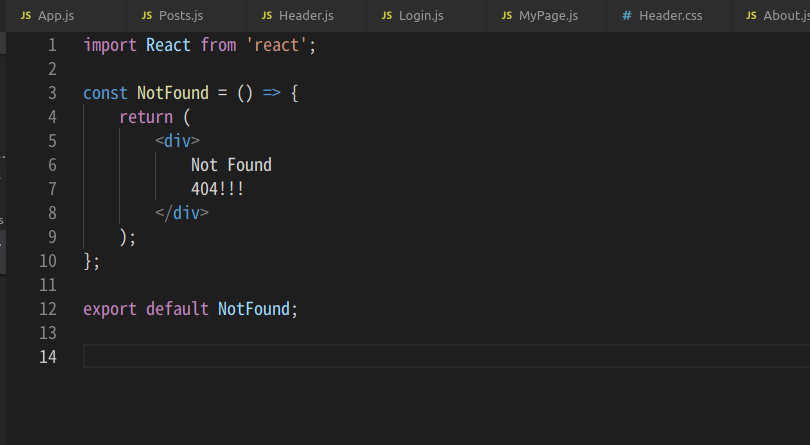 JS App.js JS Posts.js JS Header.js JS Login.js JS MyPage.js # Header.css JS About.js
1 import React from 'react';
2
3 const NotFound = () => {
4 return (
5 <div>
6 Not Found
7 404!!!
8 </div>
9 );
10 };
11
12 export default NotFound;
13
14